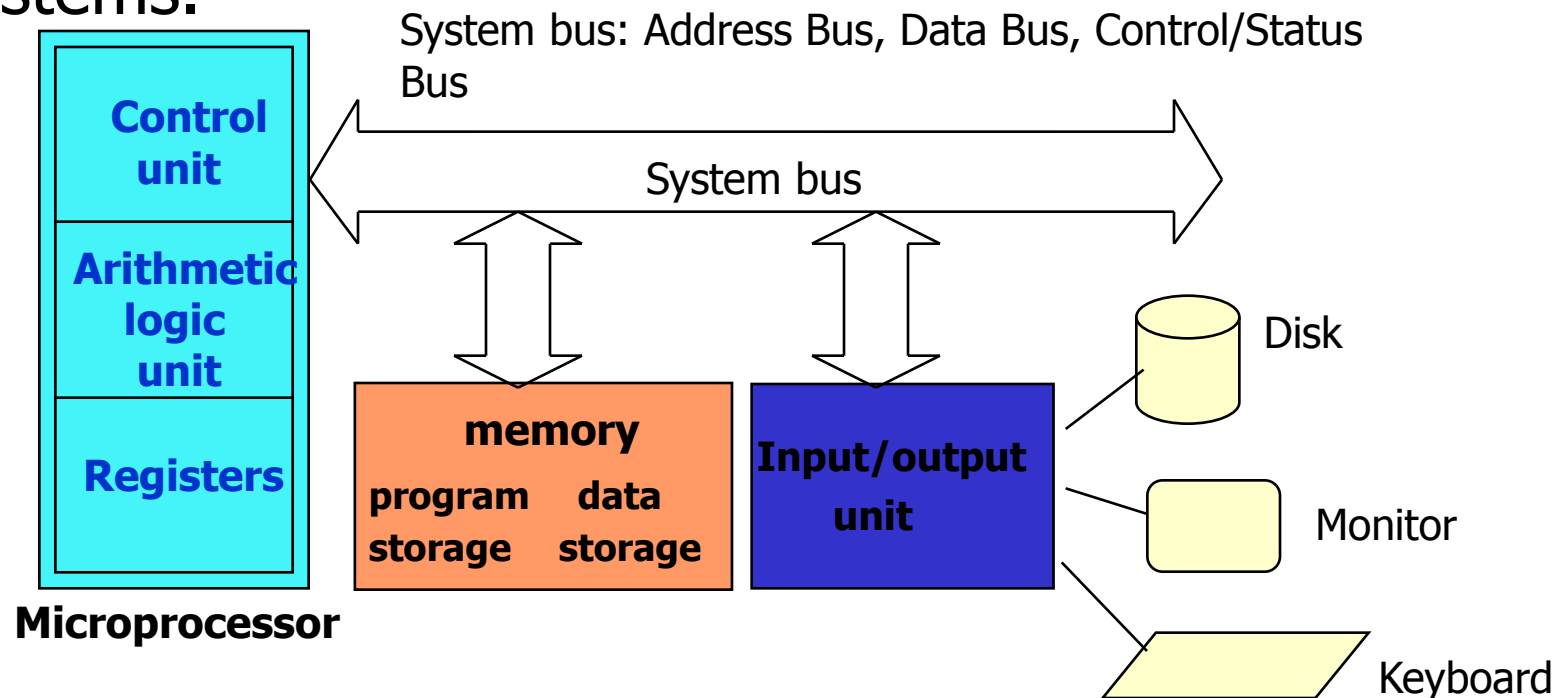 stems.
System bus: Address Bus, Data Bus, Control/Status
Bus
Control
unit
Arithmetic
logic
unit
Registers
Microprocessor
System bus
memory
program data
storage storage
Input/output
unit
Disk
Monitor
Keyboard